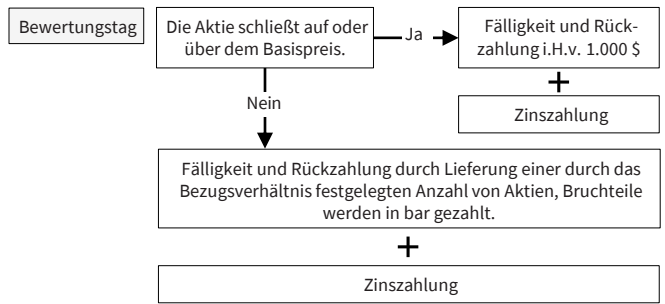 Bewertungstag
Die Aktie schließt auf oder
über dem Basispreis.
Ja
Fälligkeit und Rück-
zahlung i.H.v. 1.000 $
+
Zinszahlung
Nein
Fälligkeit und Rückzahlung durch Lieferung einer durch das
Bezugsverhältnis festgelegten Anzahl von Aktien, Bruchteile
werden in bar gezahlt.
+
Zinszahlung